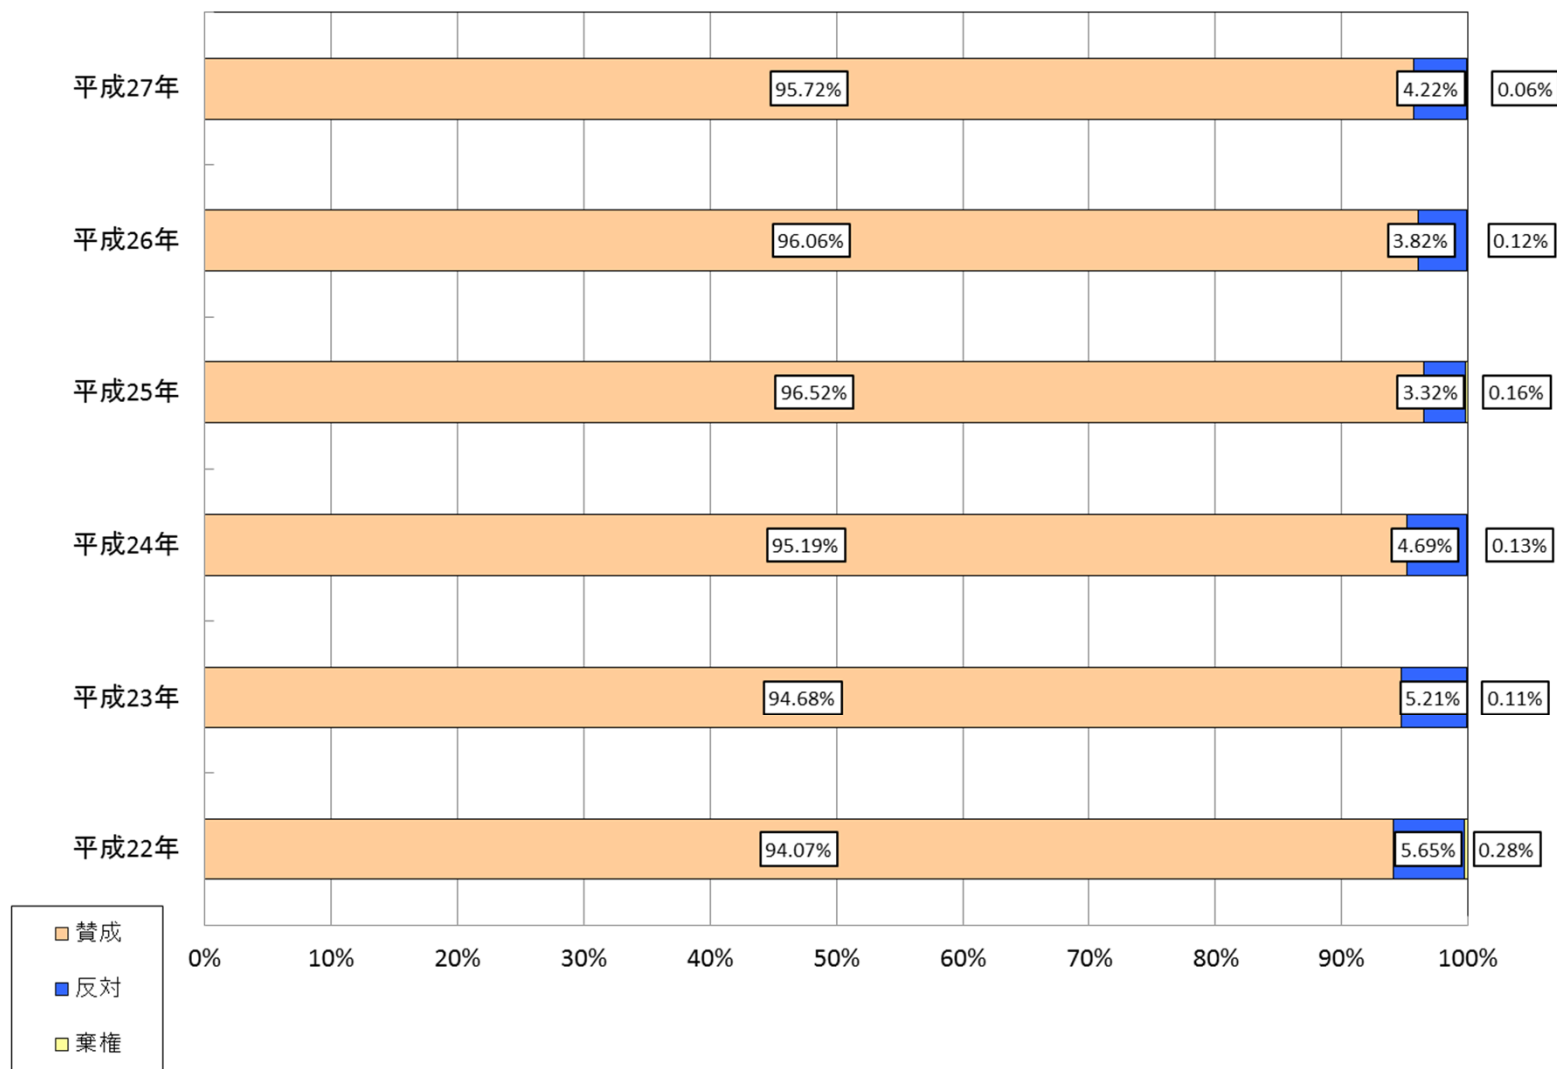 平成27年 95.72% 4.22% 0.06%
平成26年 96.06% 3.82% 0.12%
平成25年 96.52% 3.32% 0.16%
平成24年 95.19% 4.69% 0.13%
平成23年 94.68% 5.21% 0.11%
平成22年 94.07% 5.65% 0.28%
0% 10% 20% 30% 40% 50% 60% 70% 80% 90% 100%
賛成
反対
棄権